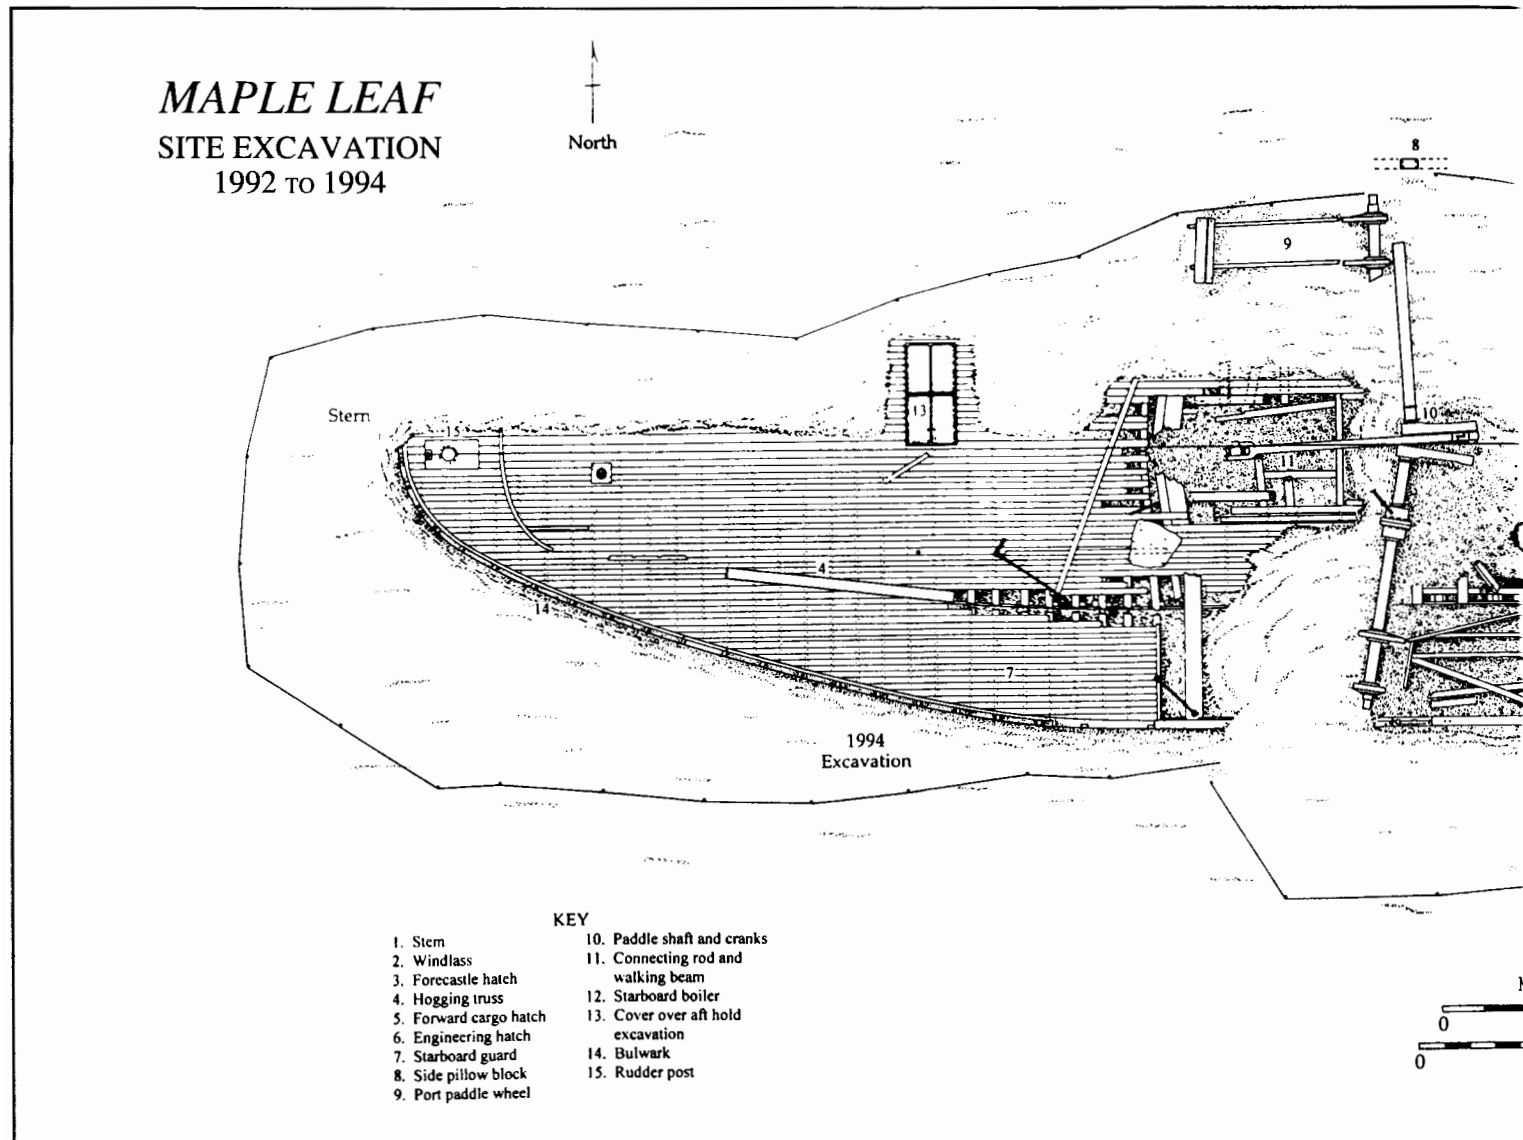 MAPLE LEAF
SITE EXCAVATION
1992 TO 1994
North
8
9
Stern
15
13
10
11
4
14
7
1994
Excavation
KEY
1. Stem
2. Windlass
3. Forecastle hatch
4. Hogging truss
5. Forward cargo hatch
6. Engineering hatch
7. Starboard guard
8. Side pillow block
9. Port paddle wheel
10. Paddle shaft and cranks
11. Connecting rod and
walking beam
12. Starboard boiler
13. Cover over aft hold
excavation
14. Bulwark
15. Rudder post
0
0